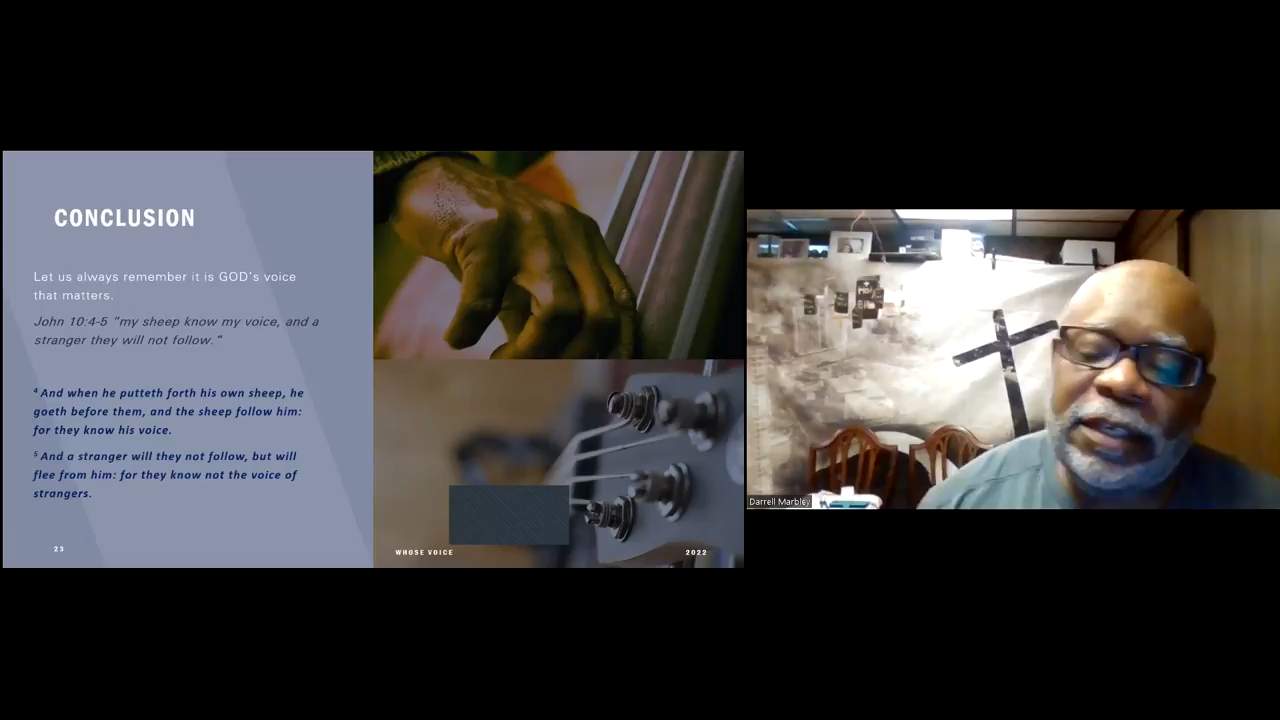 CONCLUSION
Let us always remember it is GOD's voice
that matters.
John 10:4-5 "my sheep know my voice, and a
stranger they will not follow."
4 And when he putteth forth his own sheep, he
goeth before them, and the sheep follow him:
for they know his voice.
5 And a stranger will they not follow, but will
flee from him: for they know not the voice of
strangers.
23
WHOSE VOICE
2022
Darrell Marbley